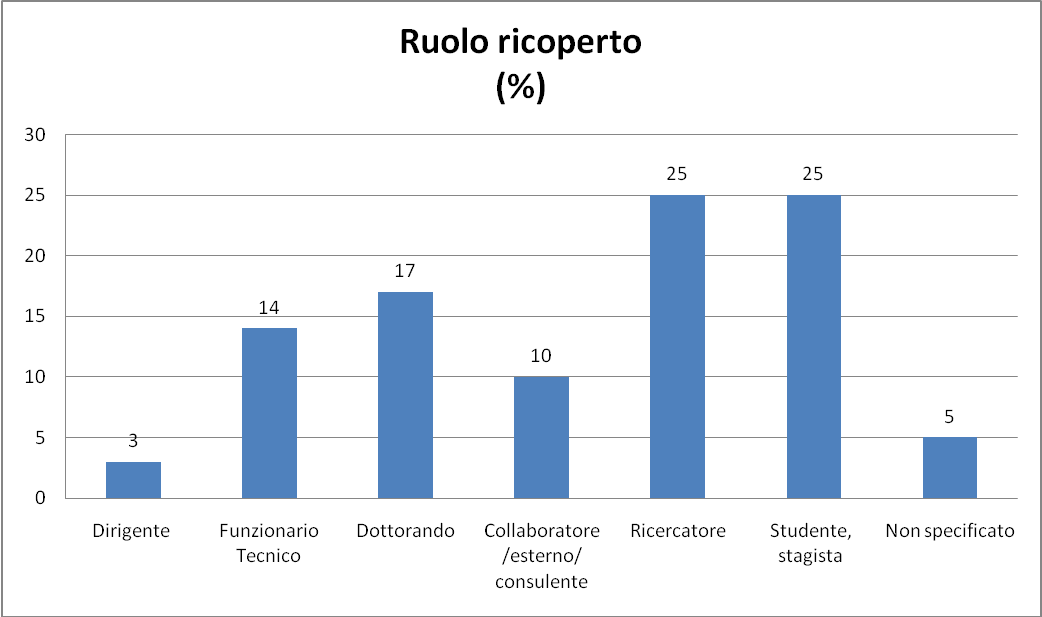 Ruolo ricoperto
(%)
30
25
20
15
10
5
0
3
14
17
10
25
25
5
Dirigente
Funzionario
Tecnico
Dottorando
Collaboratore
/esterno/
consulente
Ricercatore
Studente,
stagista
Non specificato